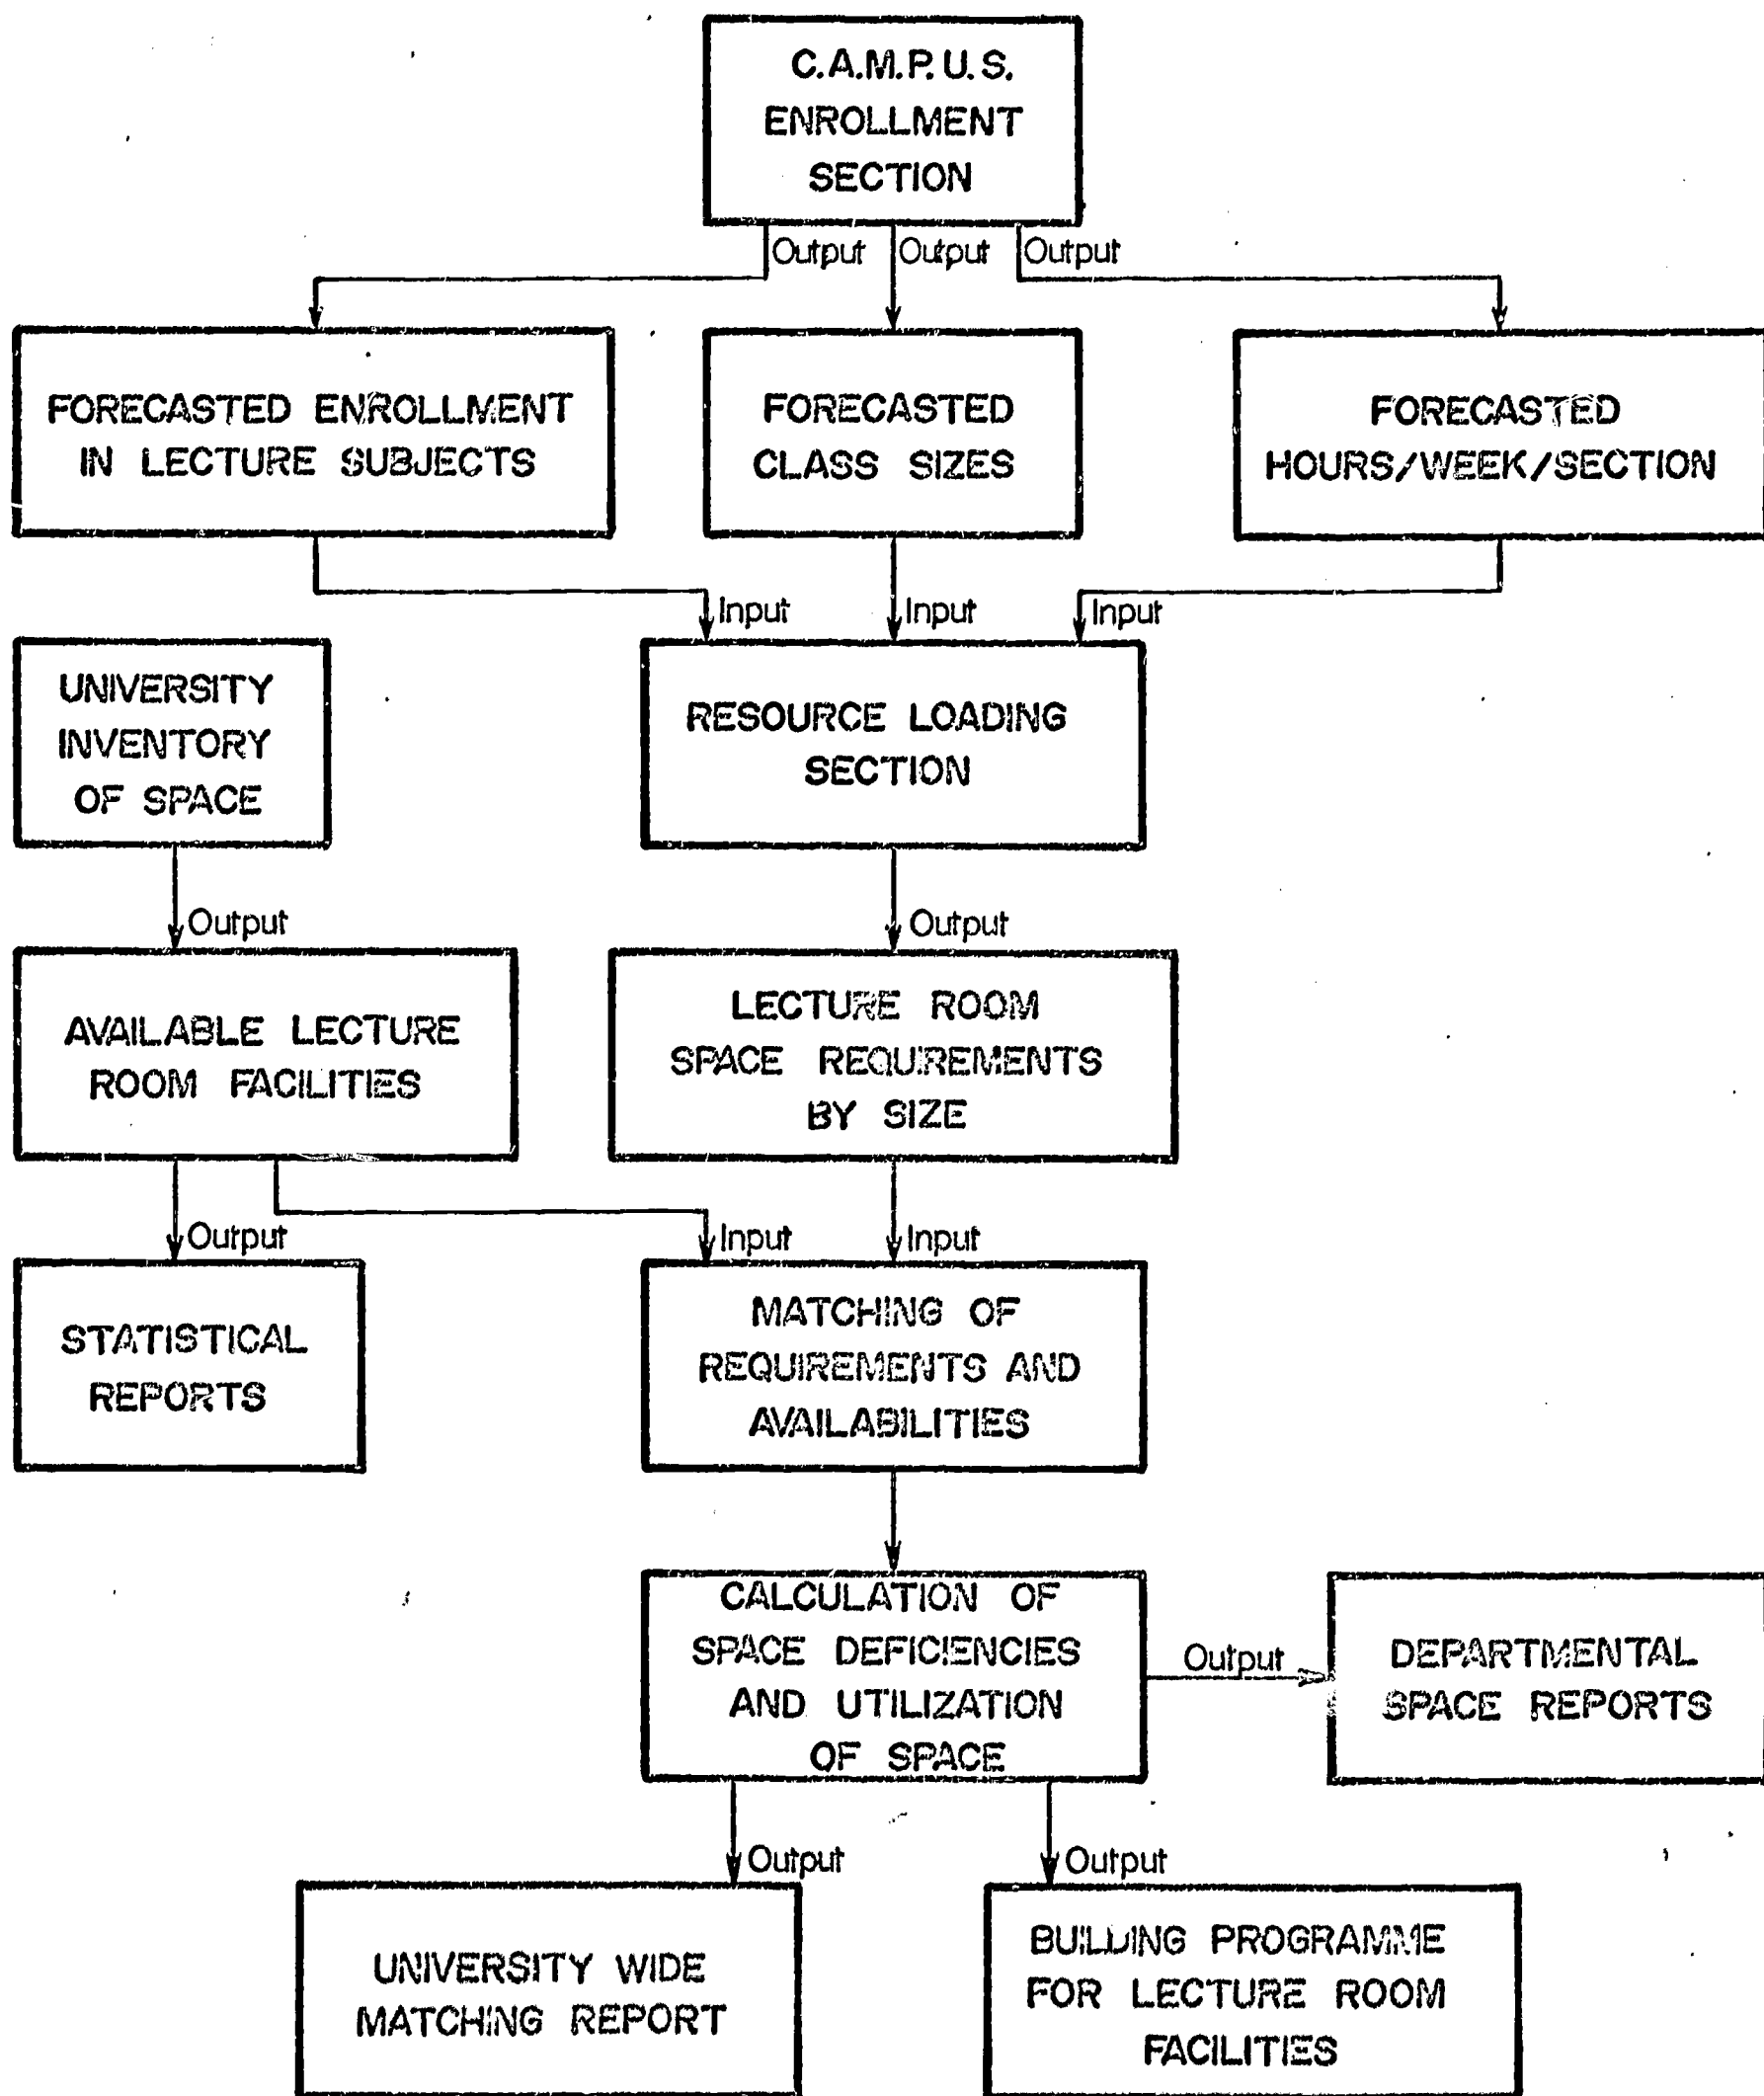 C.A.M.P.U.S.
ENROLLMENT
SECTION
Output
Output
Output
FORECASTED ENROLLMENT
IN LECTURE SUBJECTS
FORECASTED
CLASS SIZES
FORECASTED
HOURS/WEEK/SECTION
Input
Input
Input
UNIVERSITY
INVENTORY
OF SPACE
RESOURCE LOADING
SECTION
Output
Output
AVAILABLE LECTURE
ROOM FACILITIES
LECTURE ROOM
SPACE REQUIREMENTS
BY SIZE
Output
Input
Input
STATISTICAL
REPORTS
MATCHING OF
REQUIREMENTS AND
AVAILABILITIES
CALCULATION OF
SPACE DEFICIENCIES
AND UTILIZATION
OF SPACE
Output
DEPARTMENTAL
SPACE REPORTS
Output
Output
UNIVERSITY WIDE
MATCHING REPORT
BUILDING PROGRAMME
FOR LECTURE ROOM
FACILITIES